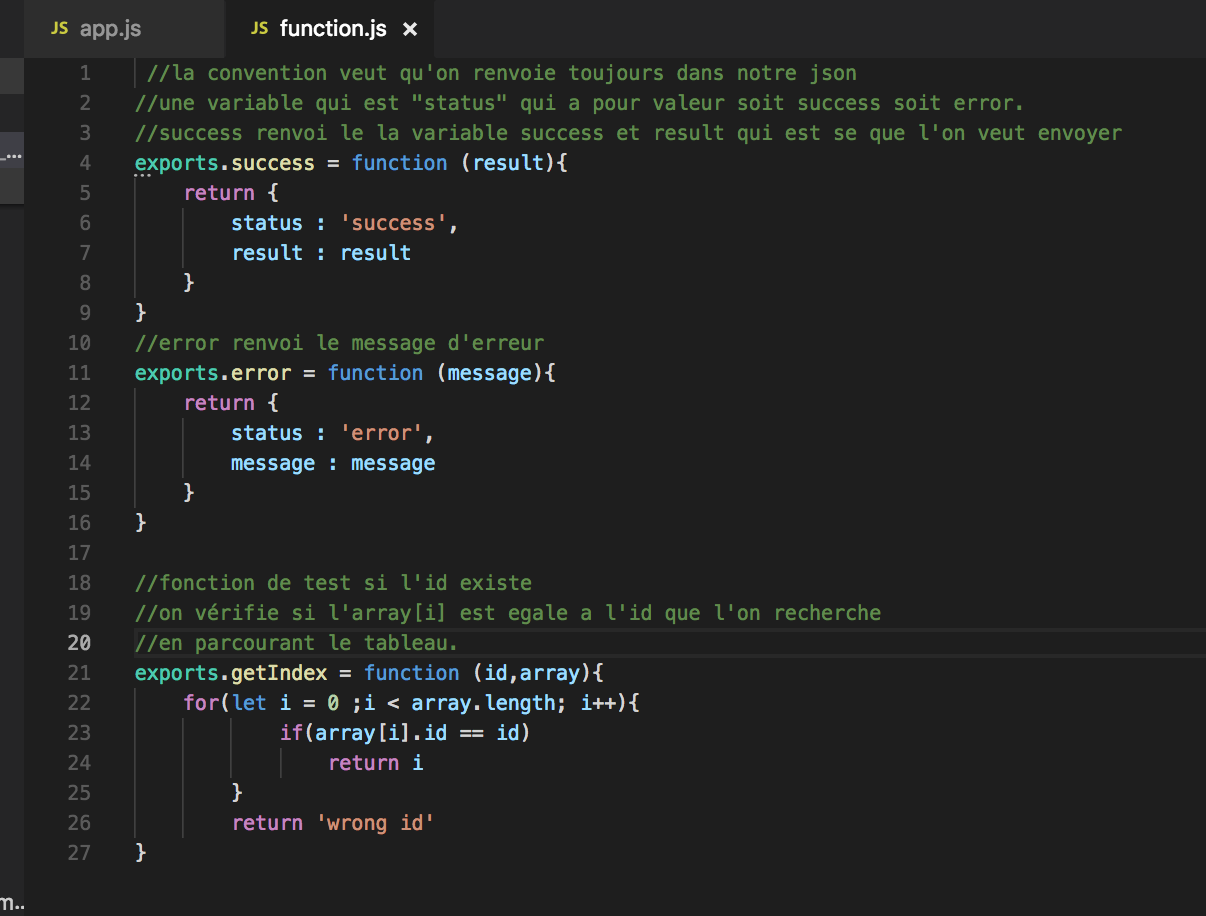 JS app.js JS function.js ×
1 //la convention veut qu'on renvoie toujours dans notre json
2 //une variable qui est "status" qui a pour valeur soit success soit error.
3 //success renvoi le la variable success et result qui est se que l'on veut envoyer
4 exports.success = function (result){
5 return {
6 status : 'success',
7 result : result
8 }
9 }
10 //error renvoi le message d'erreur
11 exports.error = function (message){
12 return {
13 status : 'error',
14 message : message
15 }
16 }
17
18 //fonction de test si l'id existe
19 //on vérifie si l'array[i] est egale a l'id que l'on recherche
20 //en parcourant le tableau.
21 exports.getIndex = function (id,array){
22 for(let i = 0 ;i < array.length; i++){
23 if(array[i].id == id)
24 return i
25 }
26 return 'wrong id'
27 }
_...
m..